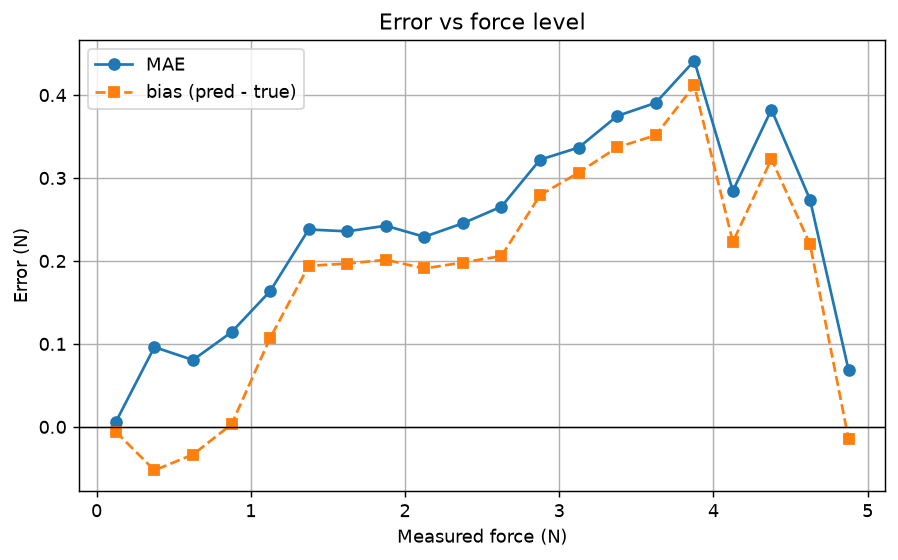 Error vs force level
MAE
bias (pred - true)
Error (N)
0.4
0.3
0.2
0.1
0.0
0 1 2 3 4 5
Measured force (N)